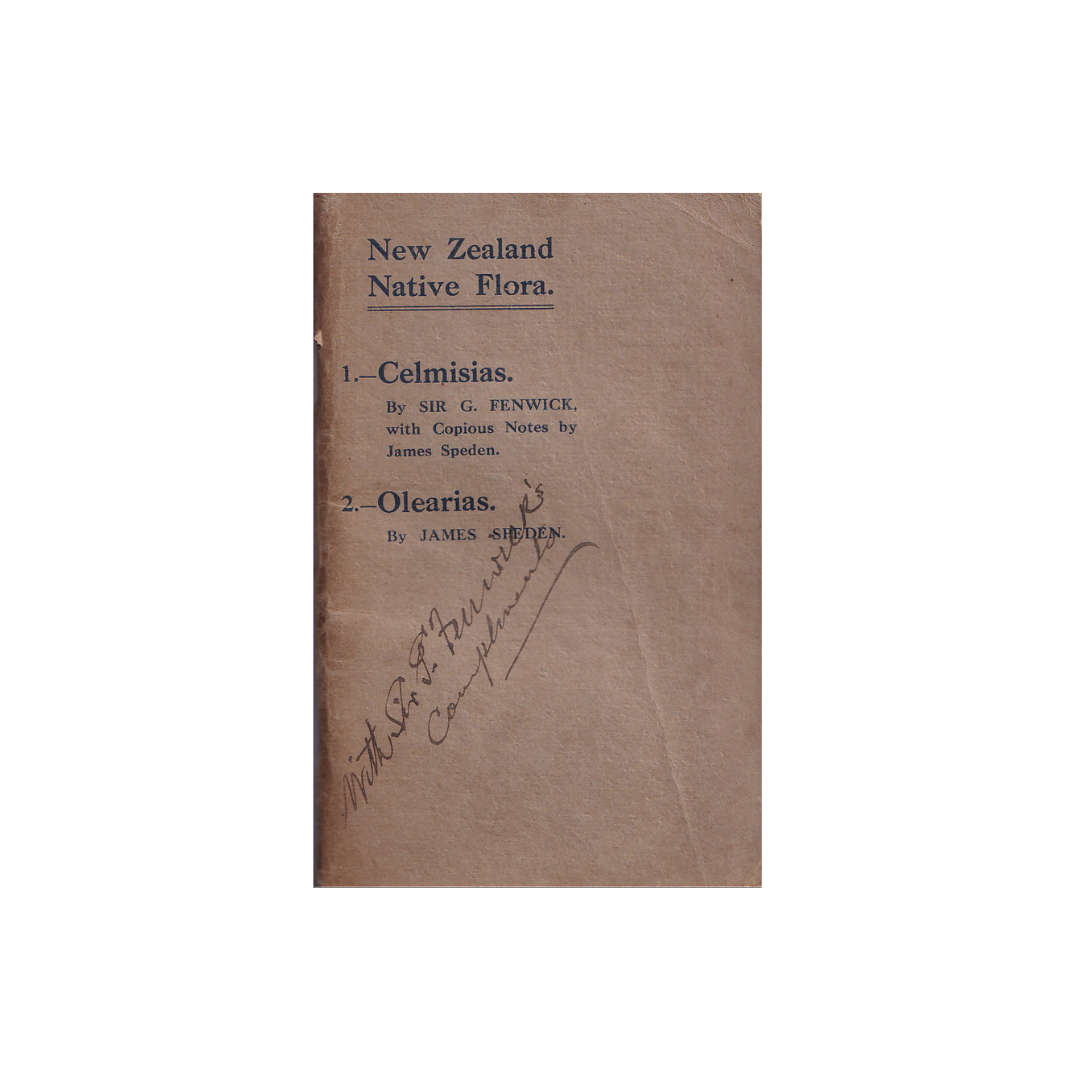 New Zealand
Native Flora.
1.—Celmisias.
By SIR G. FENWICK,
with Copious Notes by
James Speden.
2.—Olearias.
By JAMES SPEDEN.
With Sir G. Fenwick's
Compliments